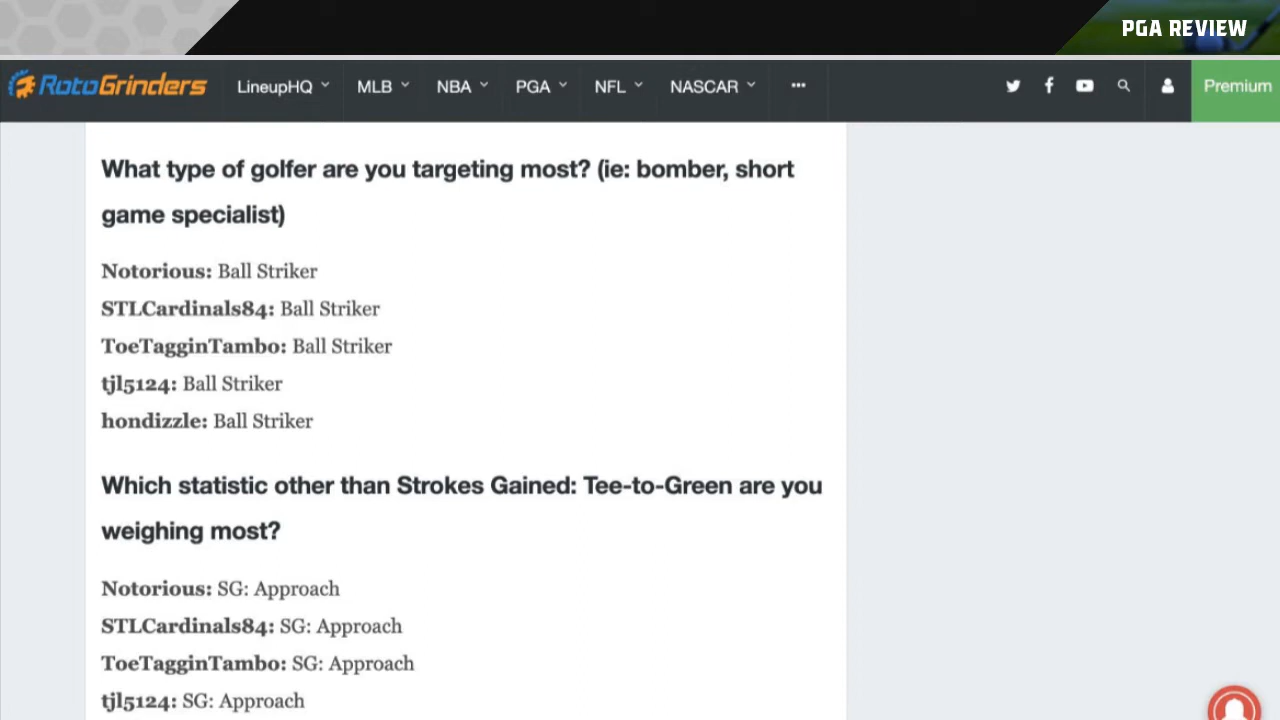 PGA REVIEW
RotoGrinders LineupHQ MLB NBA PGA NFL NASCAR ••• Premium
What type of golfer are you targeting most? (ie: bomber, short
game specialist)
Notorious: Ball Striker
STLCardinals84: Ball Striker
ToeTagginTambo: Ball Striker
tjl5124: Ball Striker
hondizzle: Ball Striker
Which statistic other than Strokes Gained: Tee-to-Green are you
weighing most?
Notorious: SG: Approach
STLCardinals84: SG: Approach
ToeTagginTambo: SG: Approach
tjl5124: SG: Approach